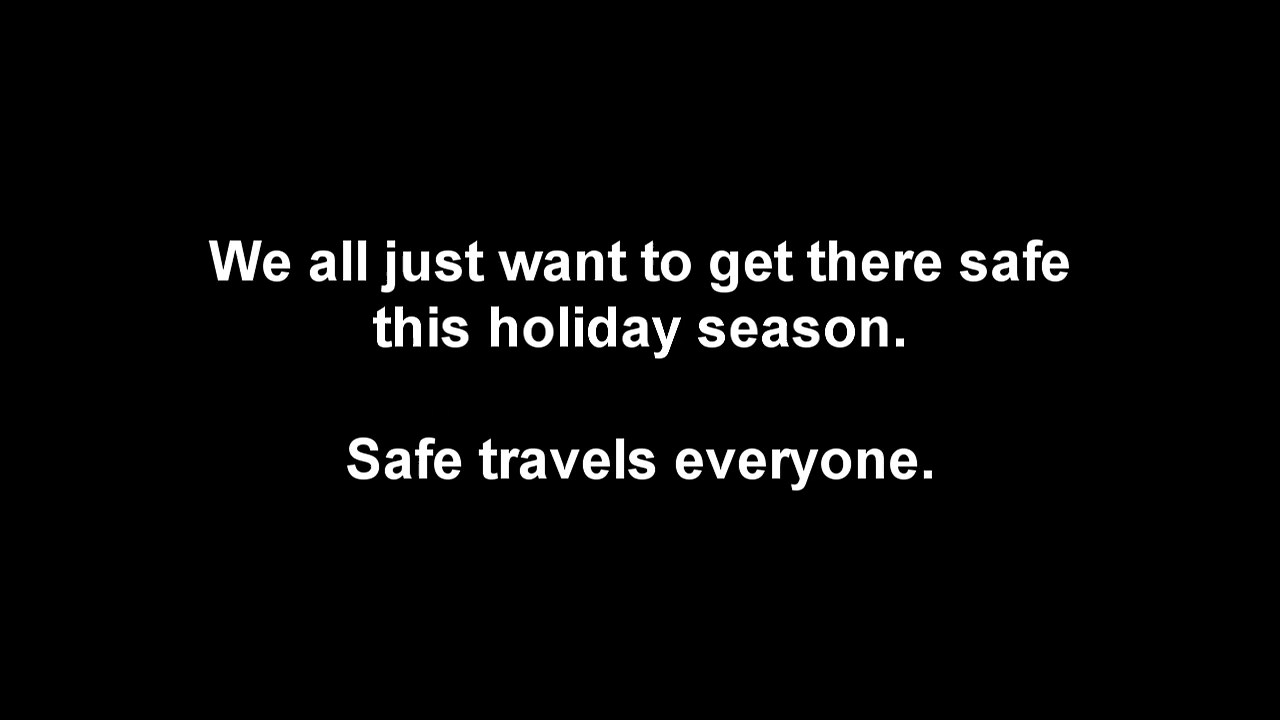 We all just want to get there safe
this holiday season.
Safe travels everyone.